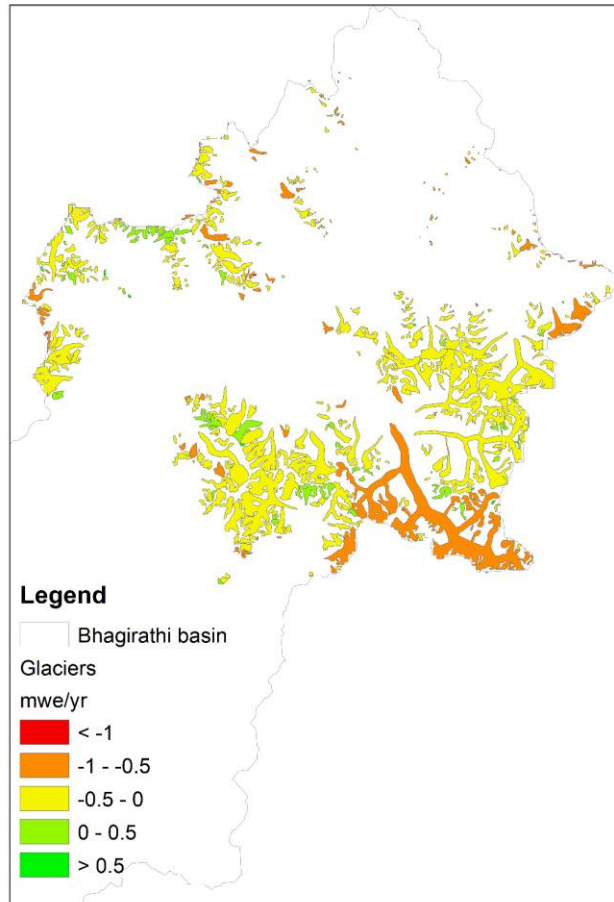 Legend
Bhagirathi basin
Glaciers
mwe/yr
< -1
-1 - -0.5
-0.5 - 0
0 - 0.5
> 0.5